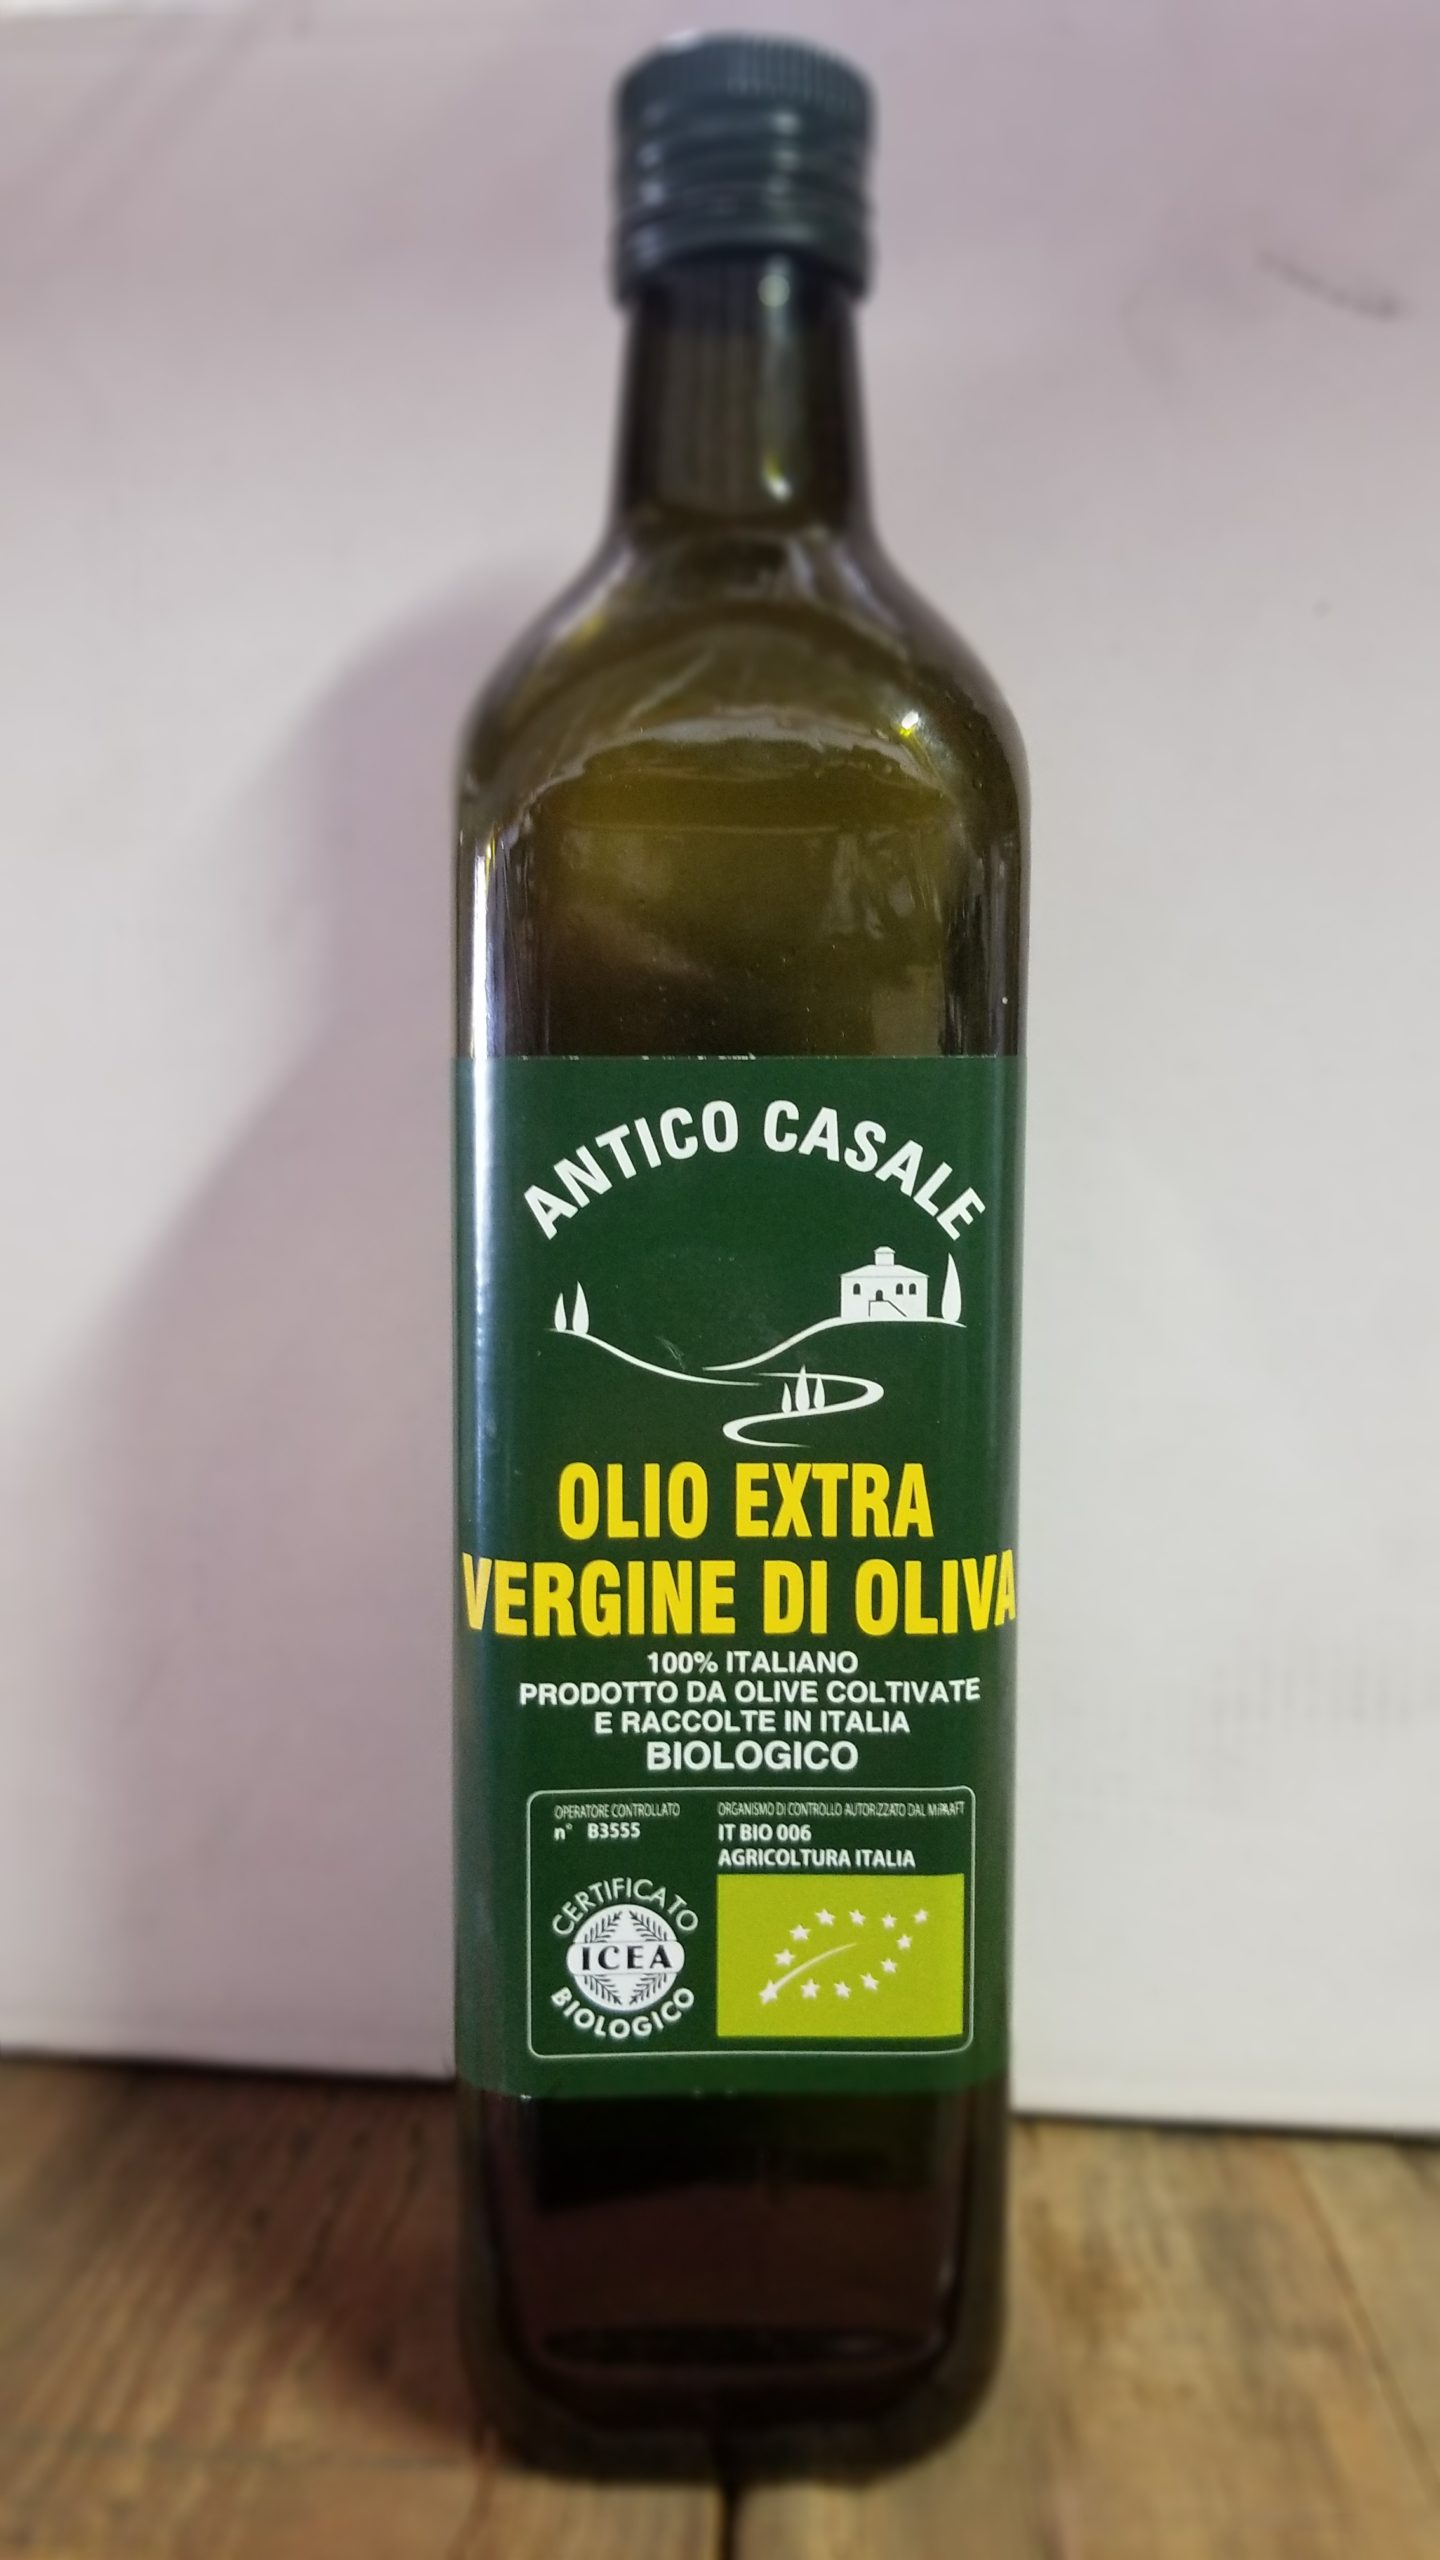 ANTICO CASALE
OLIO EXTRA
VERGINE DI OLIVA
100% ITALIANO
PRODOTTO DA OLIVE COLTIVATE
E RACCOLTE IN ITALIA
BIOLOGICO
OPERATORE CONTROLLATO
n° B3555
CERTIFICATO
ICEA
BIOLOGICO
ORGANISMO DI CONTROLLO AUTORIZZATO DAL MIPAAFT
IT BIO 006
AGRICOLTURA ITALIA